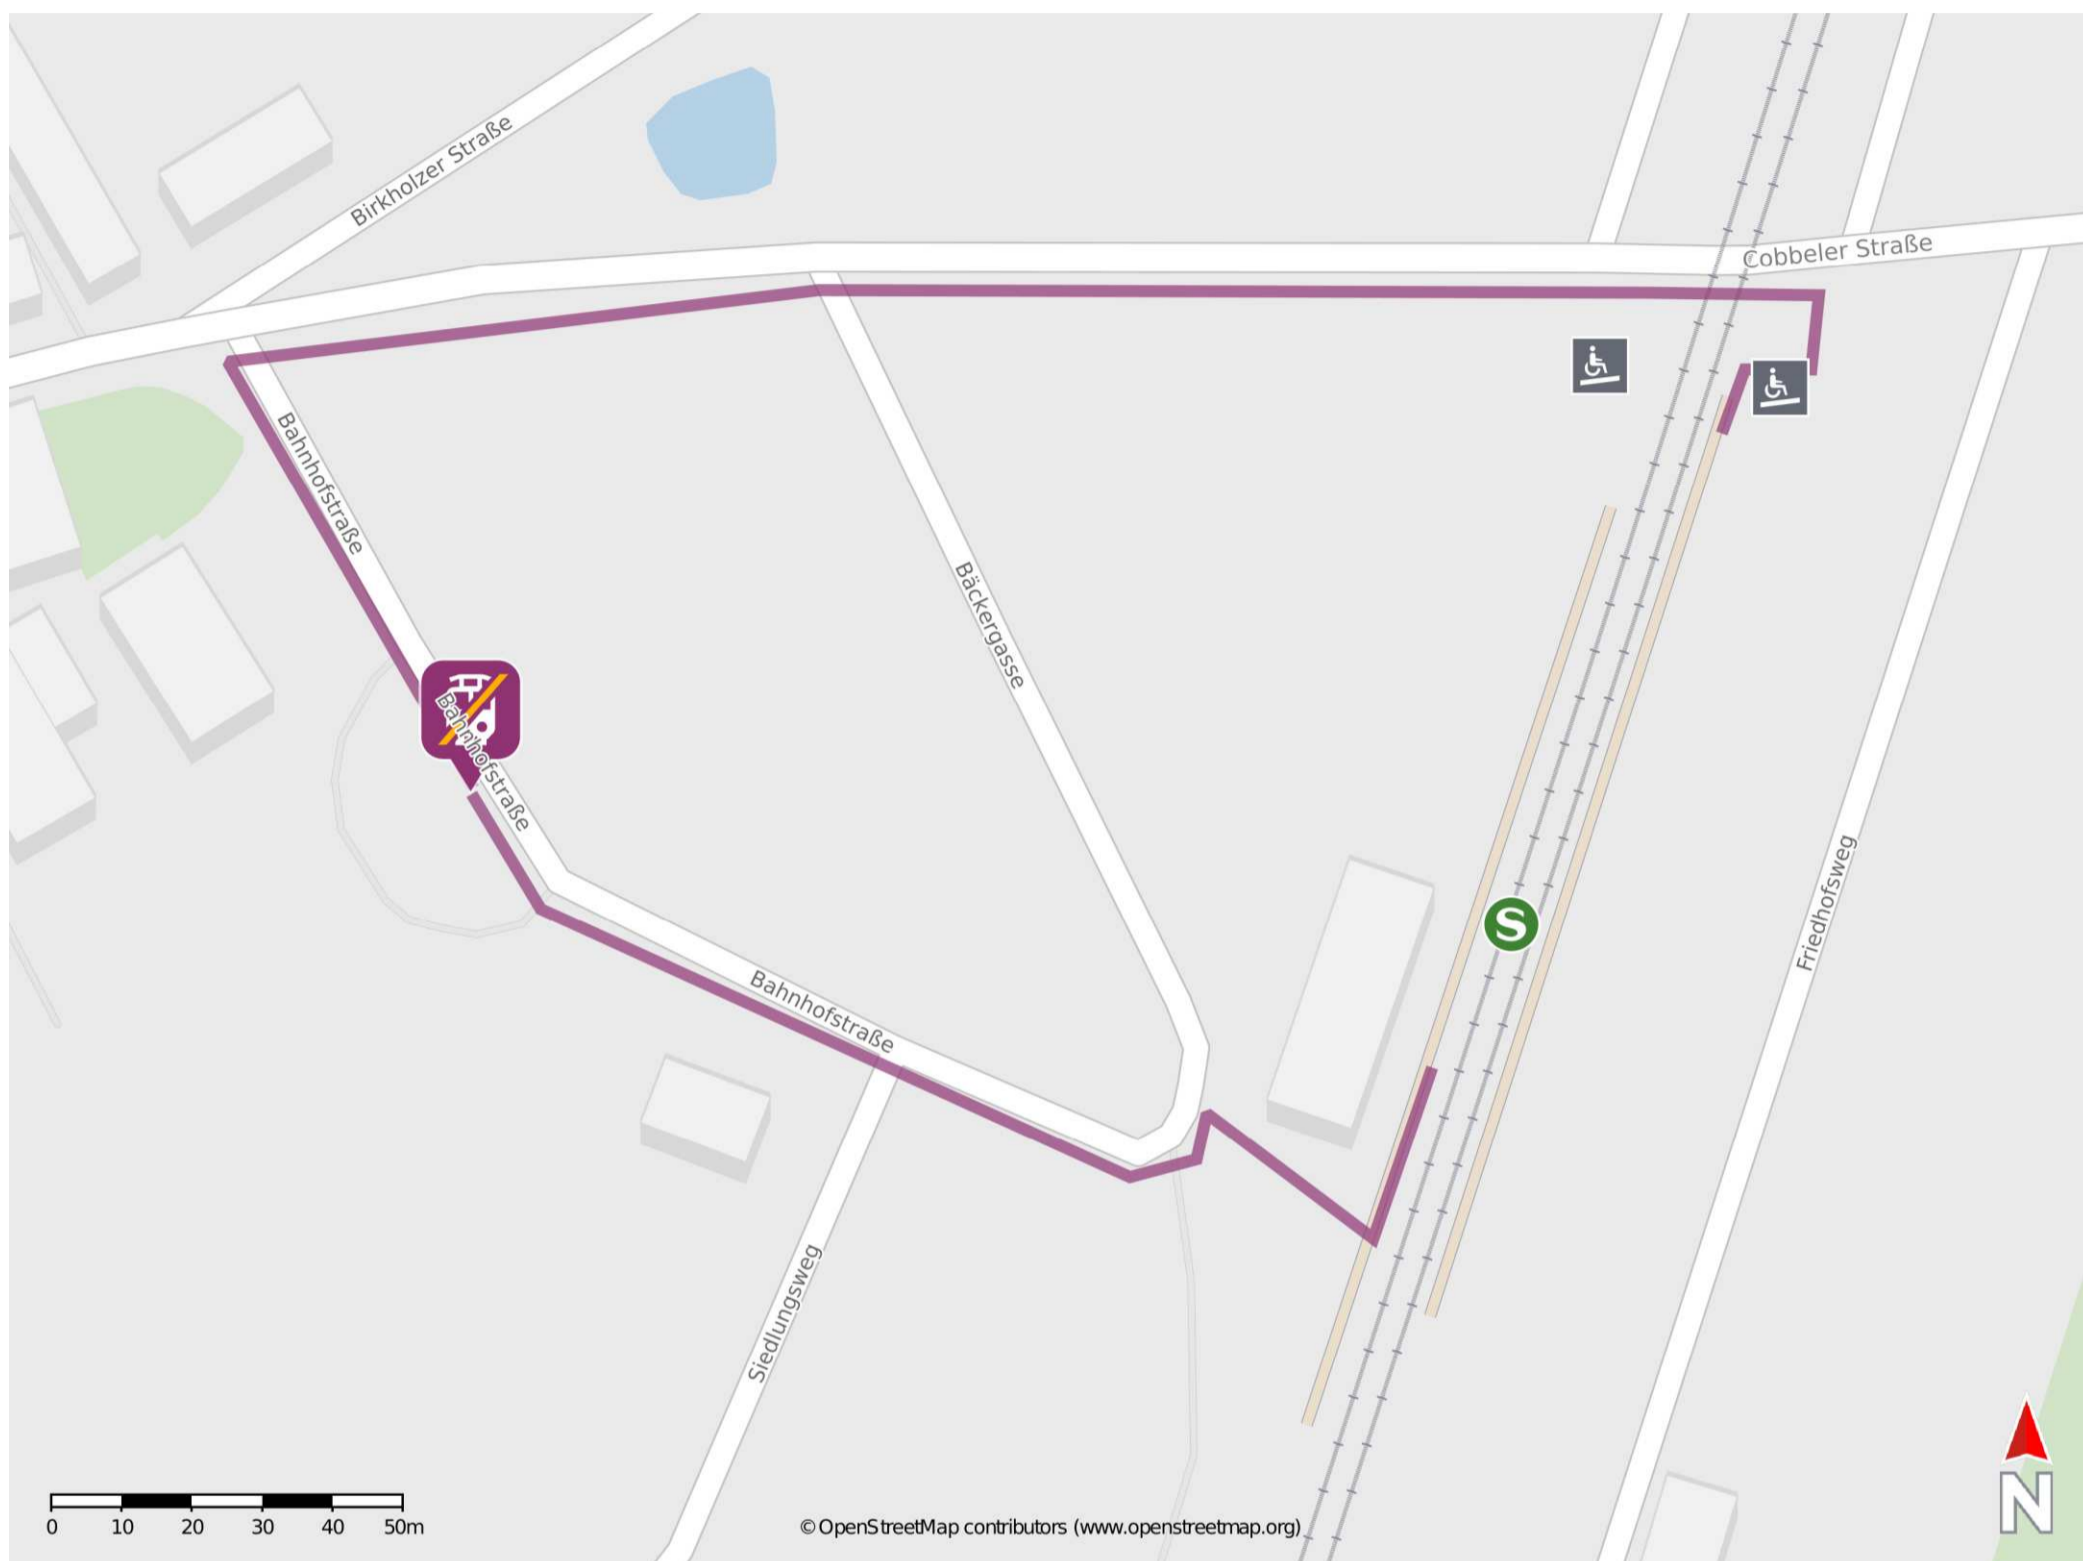 Birkholzer Straße
Cobbeler Straße
Bahnhofstraße
Bäckergasse
Bahnhofstraße
S
Friedhofsweg
Bahnhofstraße
Siedlungsweg
N
0 10 20 30 40 50m
© OpenStreetMap contributors (www.openstreetmap.org)